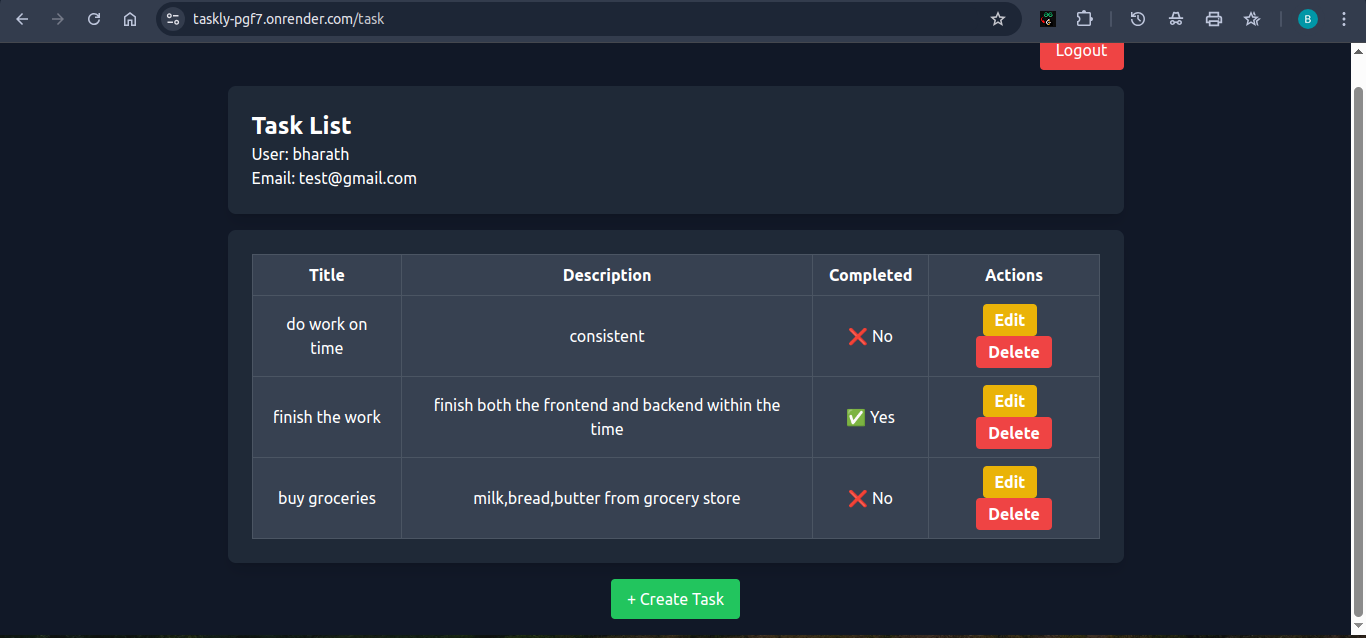 taskly-pgf7.onrender.com/task
B
Logout
Task List
User: bharath
Email: test@gmail.com
Title Description Completed Actions
do work on
time
consistent
❌ No
Edit
Delete
finish the work
finish both the frontend and backend within the
time
✅ Yes
Edit
Delete
buy groceries
milk,bread,butter from grocery store
❌ No
Edit
Delete
+ Create Task